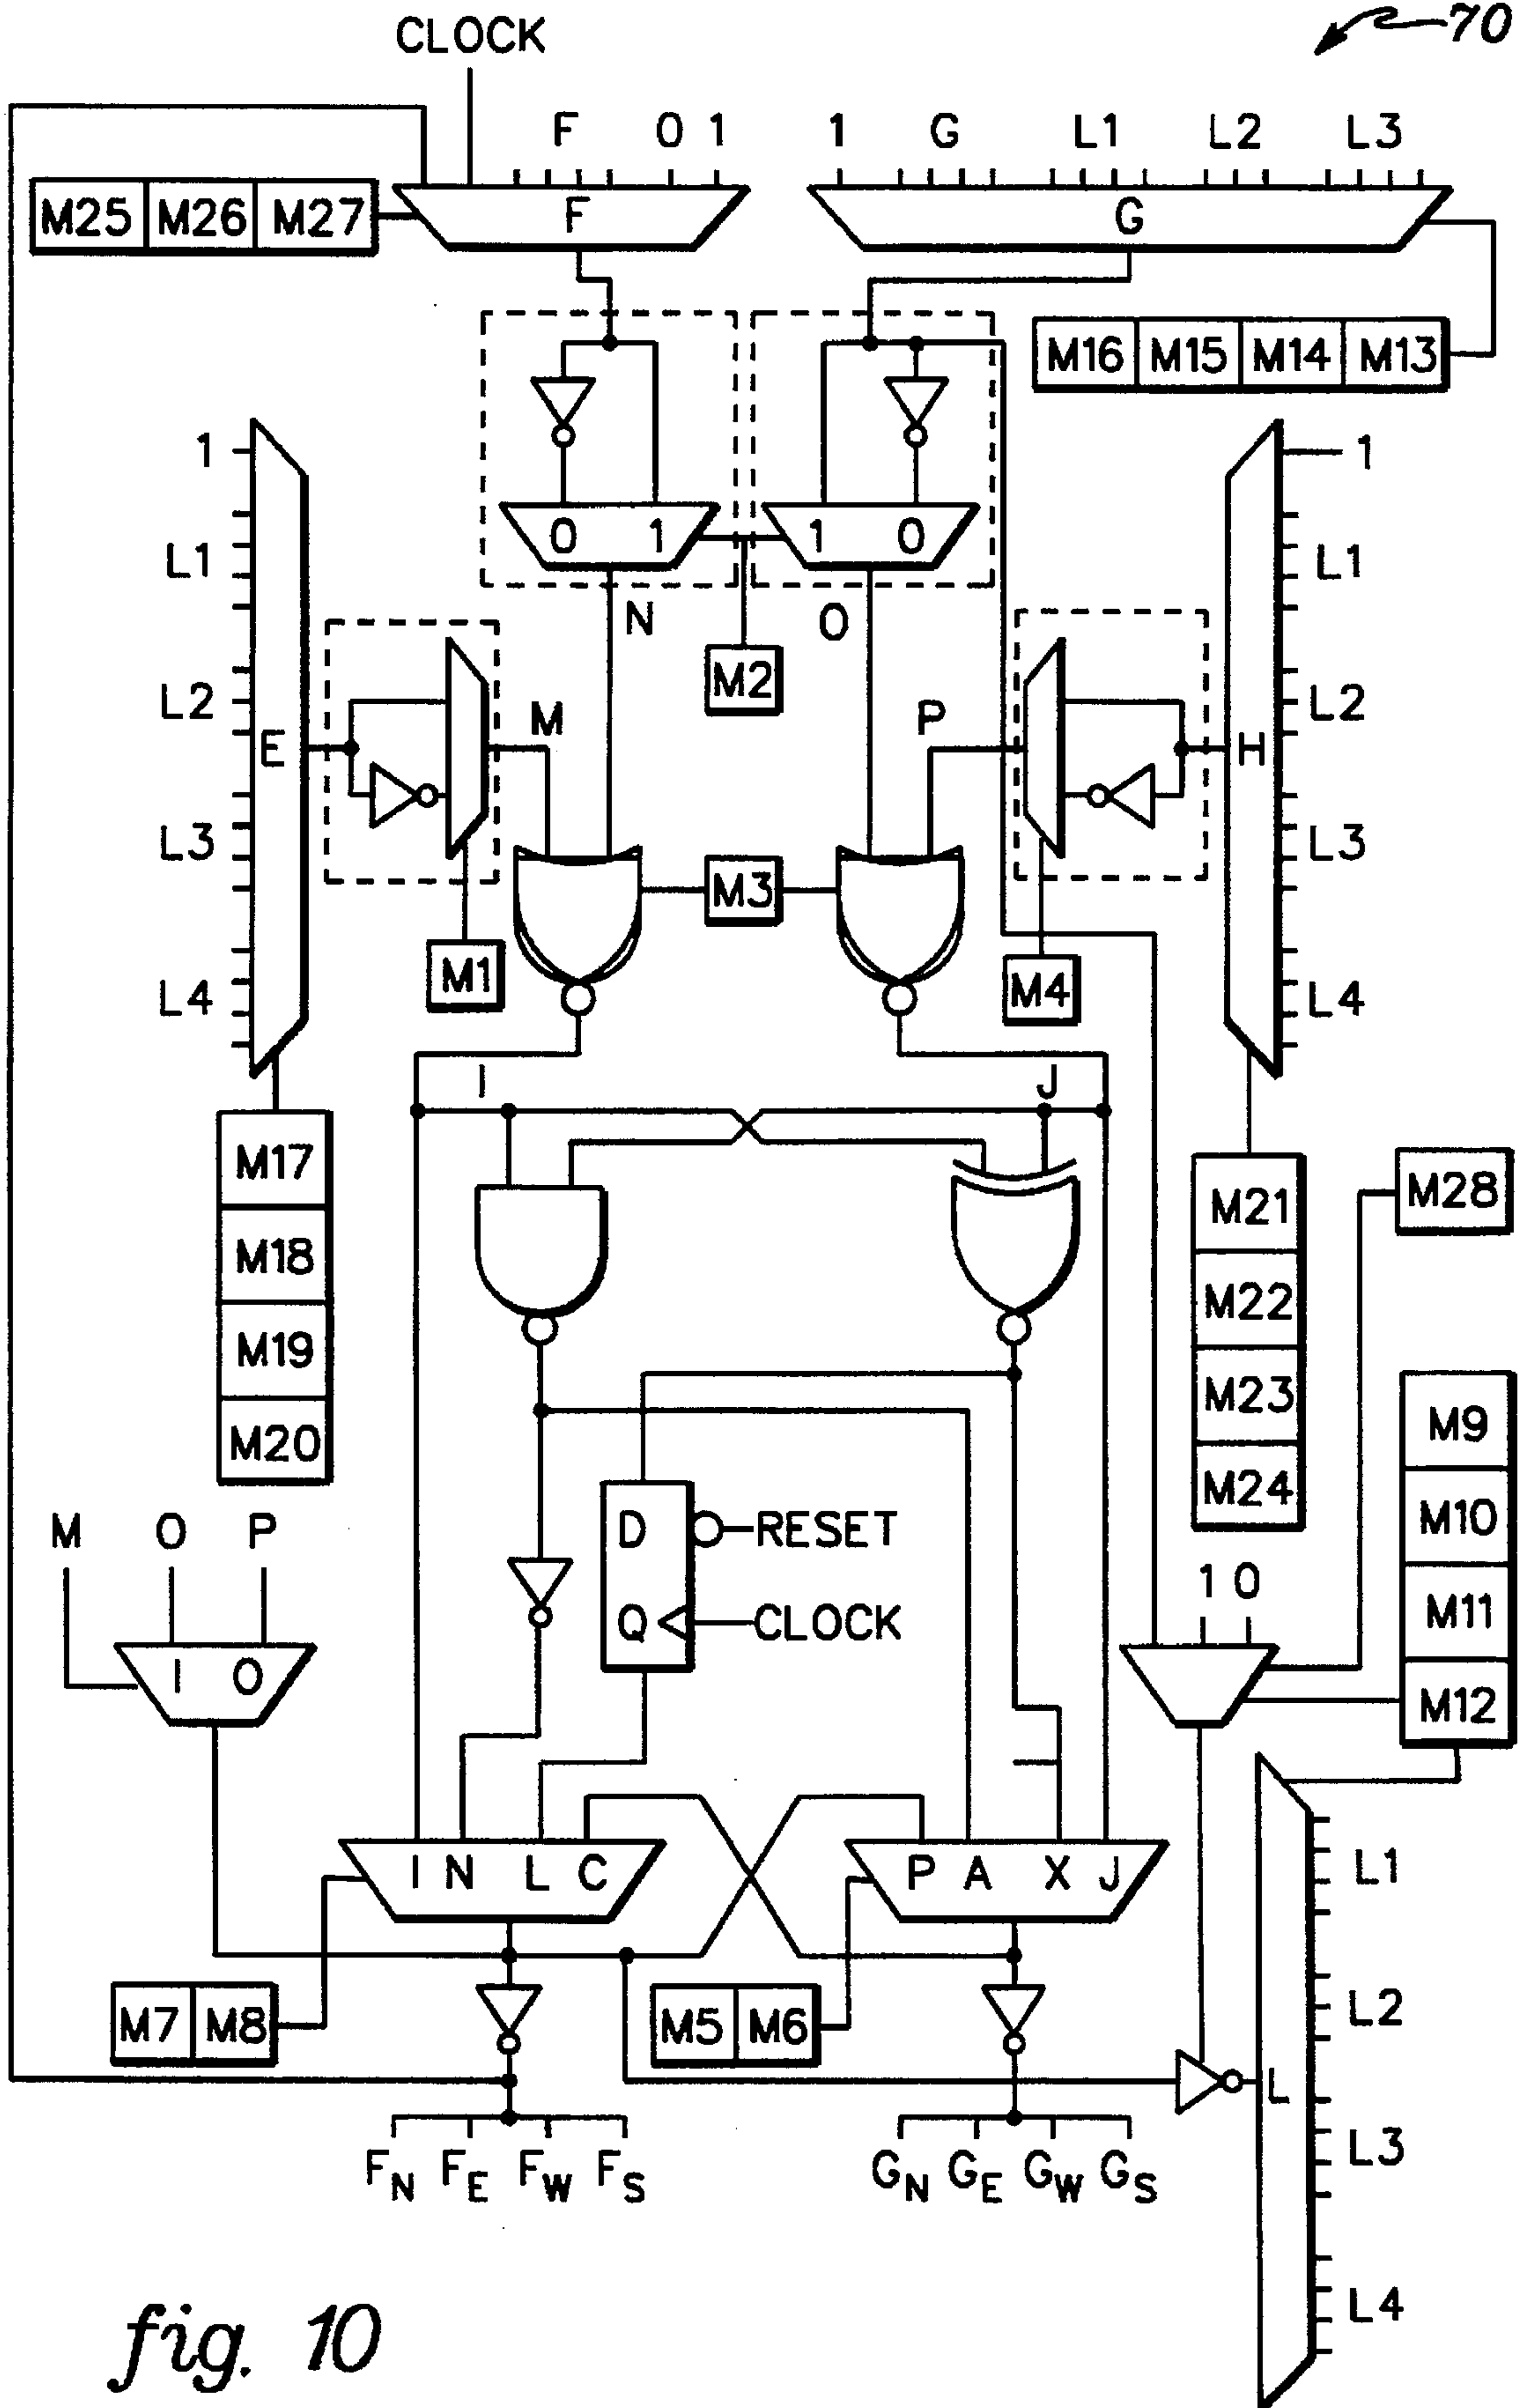 70
CLOCK
F 0 1 1 G L1 L2 L3
M25 M26 M27 F G
M16 M15 M14 M13
1 1
0 1 1 0
L1 L1
N O
M2
L2 M P L2
E H
L3 M3 L3
M1 M4
L4 L4
I J
M17 M21 M28
M18 M22
M19 M23 M9
M20 M24 M10
M O P D RESET
1 0 M11
Q CLOCK
I O M12
I N L C P A X J L1
M7 M8 M5 M6 L2
L
FN FE FW FS GN GE GW GS L3
L4
fig. 10